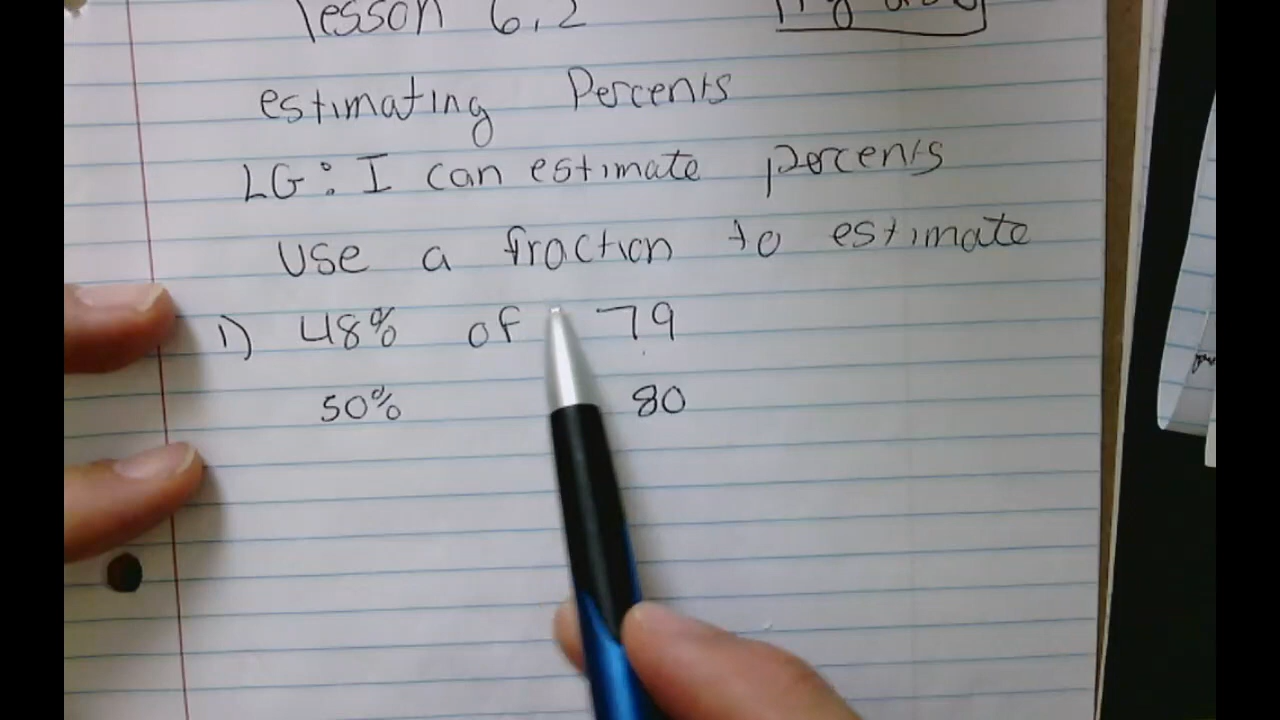 lesson 6.2
estimating Percents
LG: I can estimate percents
Use a fraction to estimate
1) 48% of 79
50% 80